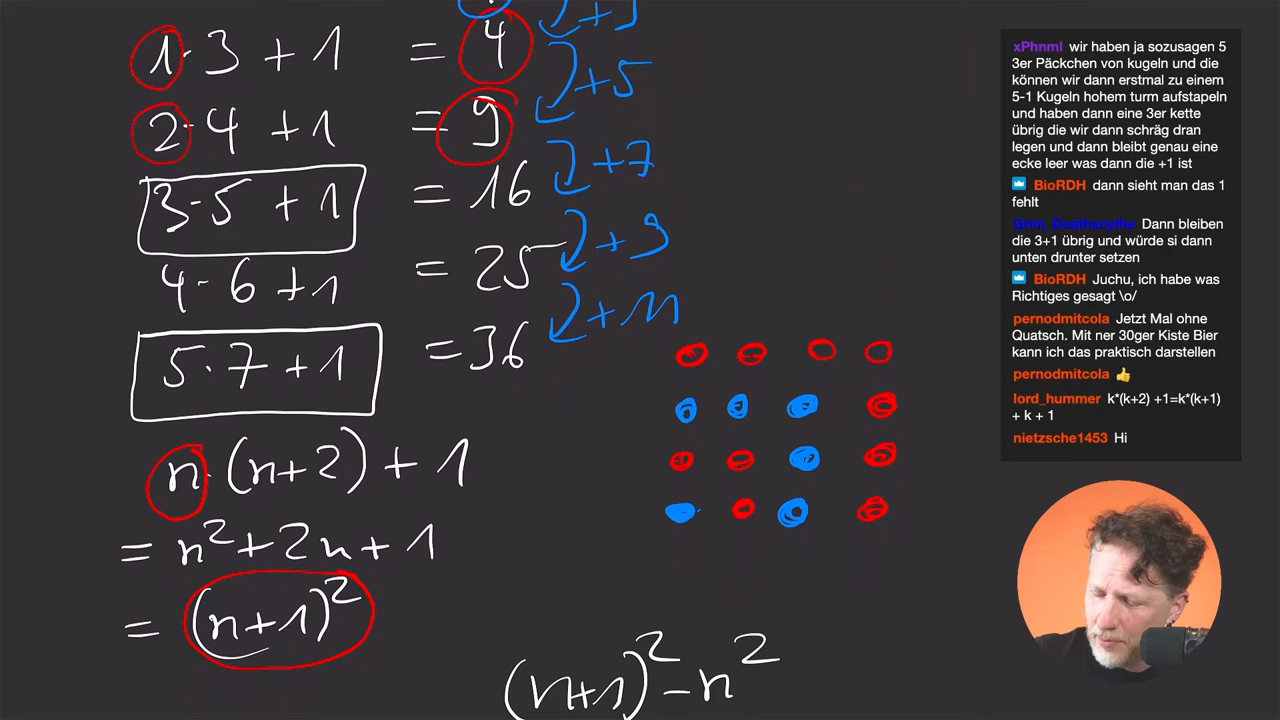 1·3 + 1 = 4
+3
+5
2·4 + 1 = 9
+7
3·5 + 1 = 16
+9
4·6 + 1 = 25
+11
5·7 + 1 = 36
n·(n+2) + 1
= n²+2n+1
= (n+1)²
(n+1)² – n²
xPhnml wir haben ja sozusagen 5
3er Päckchen von kugeln und die
können wir dann erstmal zu einem
5-1 Kugeln hohem turm aufstapeln
und haben dann eine 3er kette
übrig die wir dann schräg dran
legen und dann bleibt genau eine
ecke leer was dann die +1 ist
BioRDH dann sieht man das 1
fehlt
Grim_Deathscythe Dann bleiben
die 3+1 übrig und würde si dann
unten drunter setzen
BioRDH Juchu, ich habe was
Richtiges gesagt \o/
pernodmitcola Jetzt Mal ohne
Quatsch. Mit ner 30ger Kiste Bier
kann ich das praktisch darstellen
pernodmitcola 👍
lord_hummer k*(k+2) +1=k*(k+1)
+ k + 1
nietzsche1453 Hi